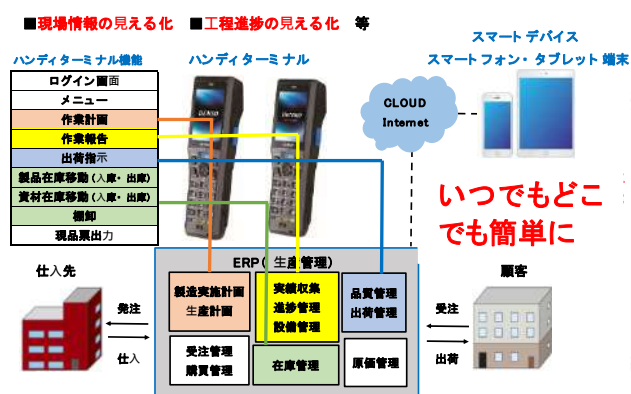 ■現場情報の見える化 ■工程進捗の見える化 等
ハンディターミナル機能
ハンディターミナル
スマートデバイス
スマートフォン・タブレット端末
ログイン画面
メニュー
作業計画
作業報告
出荷指示
製品在庫移動(入庫・出庫)
資材在庫移動(入庫・出庫)
棚卸
現品票出力
DENSO
CLOUD
Internet
いつでもどこ
でも簡単に
ERP(生産管理)
製造実施計画
生産計画
実績収集
進捗管理
設備管理
品質管理
出荷管理
受注管理
購買管理
在庫管理
原価管理
仕入先
発注
仕入
顧客
受注
出荷